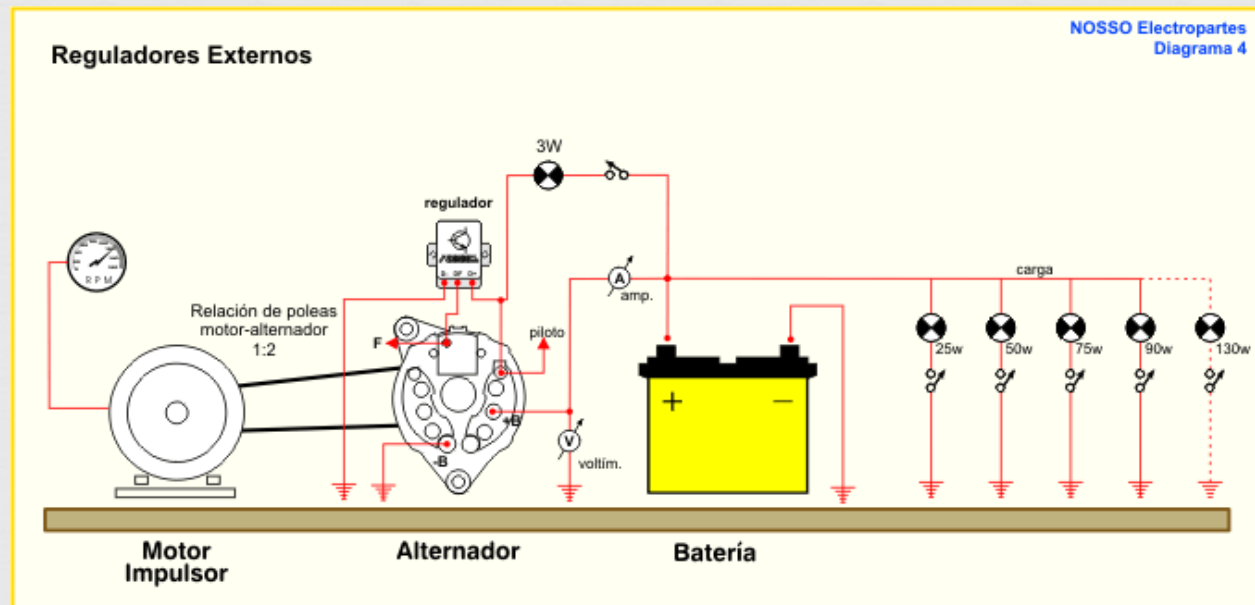 NOSSO Electropartes
Diagrama 4
Reguladores Externos
3W
regulador
D- DF D+
RPM
Relación de poleas
motor-alternador
1:2
F
piloto
A
amp.
carga
25w
50w
75w
90w
130w
+
−
+B
-B
V
voltím.
Motor
Impulsor
Alternador
Batería